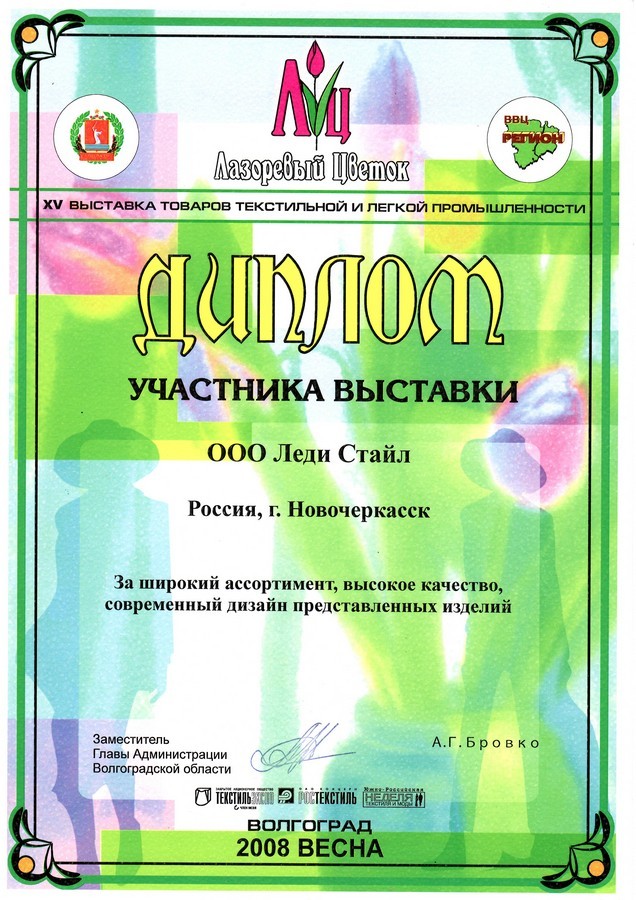 ЛЦ
Лазоревый Цветок
ВВЦ
РЕГИОН
XV ВЫСТАВКА ТОВАРОВ ТЕКСТИЛЬНОЙ И ЛЕГКОЙ ПРОМЫШЛЕННОСТИ
ДИПЛОМ
УЧАСТНИКА ВЫСТАВКИ
ООО Леди Стайл
Россия, г. Новочеркасск
За широкий ассортимент, высокое качество,
современный дизайн представленных изделий
Заместитель
Главы Администрации
Волгоградской области
А.Г.Бровко
ТЕКСТИЛЬЭКСПО
РОСТЕКСТИЛЬ
Южно-Российская
НЕДЕЛЯ
ТЕКСТИЛЯ И МОДЫ
ВОЛГОГРАД
2008 ВЕСНА